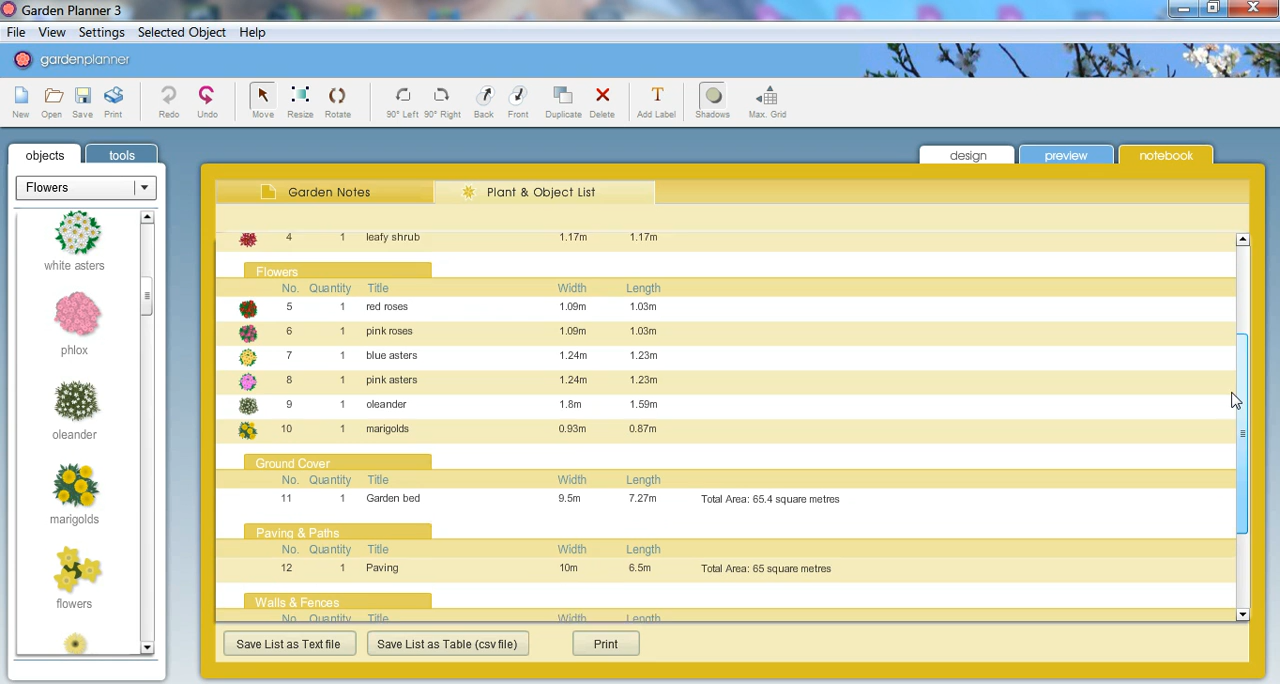 Garden Planner 3
File View Settings Selected Object Help
gardenplanner
New Open Save Print Redo Undo Move Resize Rotate 90° Left 90° Right Back Front Duplicate Delete Add Label Shadows Max. Grid
T
objects tools
design preview notebook
Flowers
Garden Notes Plant & Object List
white asters
phlox
oleander
marigolds
flowers
4 1 leafy shrub 1.17m 1.17m
Flowers
No. Quantity Title Width Length
5 1 red roses 1.09m 1.03m
6 1 pink roses 1.09m 1.03m
7 1 blue asters 1.24m 1.23m
8 1 pink asters 1.24m 1.23m
9 1 oleander 1.8m 1.59m
10 1 marigolds 0.93m 0.87m
Ground Cover
No. Quantity Title Width Length
11 1 Garden bed 9.5m 7.27m Total Area: 65.4 square metres
Paving & Paths
No. Quantity Title Width Length
12 1 Paving 10m 6.5m Total Area: 65 square metres
Walls & Fences
No. Quantity Title Width Length
Save List as Text file Save List as Table (csv file) Print